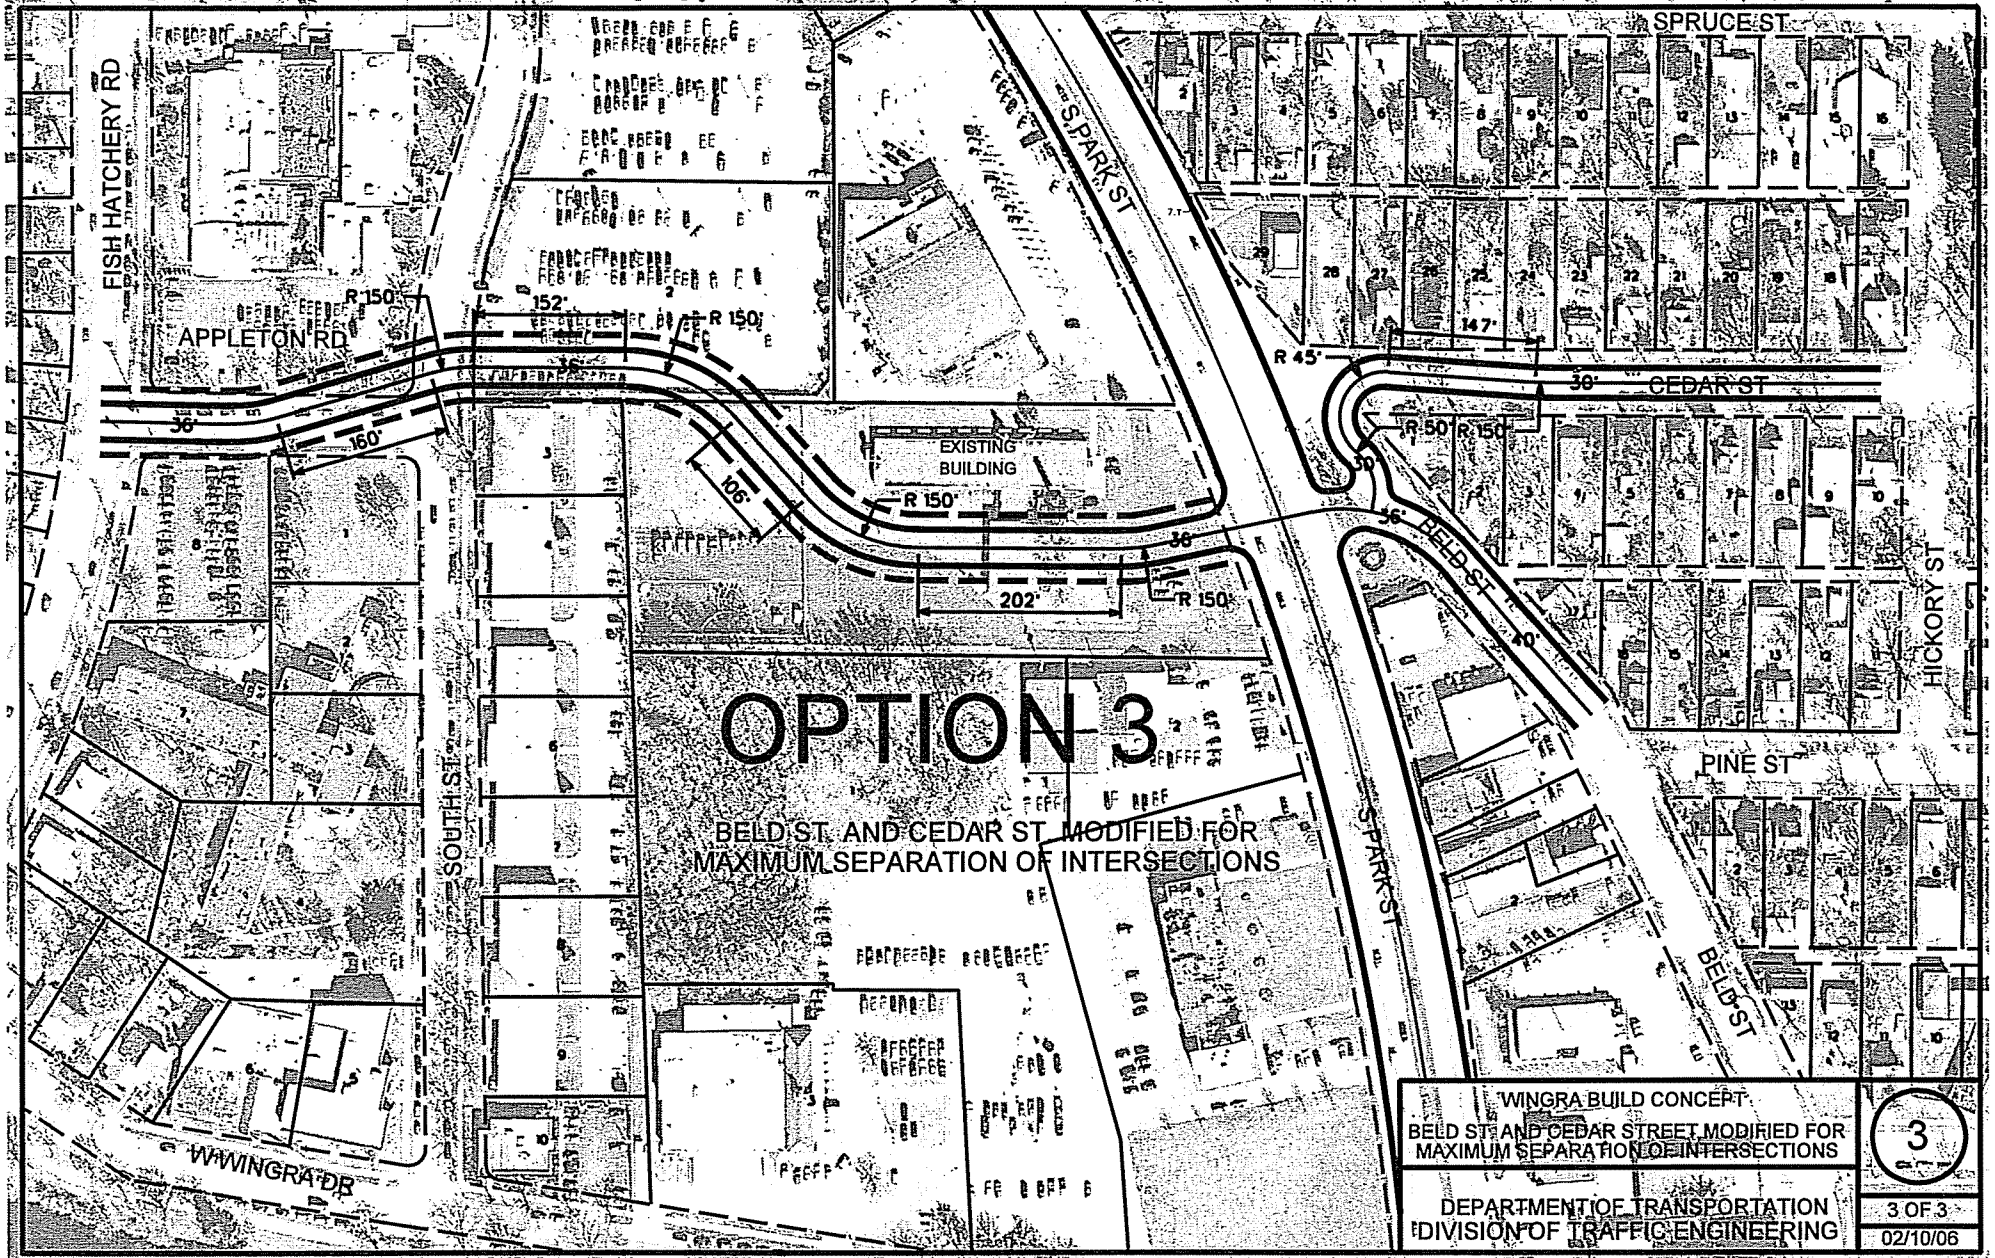 SPRUCE ST
FISH HATCHERY RD
S. PARK ST
R 150'
152'
R 150'
APPLETON RD
147'
R 45'
36'
30'
CEDAR ST
36'
160'
R 50'
R 150'
EXISTING
BUILDING
30'
106'
R 150'
36'
36'
BELD ST
HICKORY ST
202'
R 150'
40'
OPTION 3
PINE ST
BELD ST. AND CEDAR ST. MODIFIED FOR
MAXIMUM SEPARATION OF INTERSECTIONS
SOUTH ST
S. PARK ST
BELD ST
W WINGRA DR
WINGRA BUILD CONCEPT
BELD ST. AND CEDAR STREET MODIFIED FOR
MAXIMUM SEPARATION OF INTERSECTIONS
3
DEPARTMENT OF TRANSPORTATION
DIVISION OF TRAFFIC ENGINEERING
3 OF 3
02/10/06